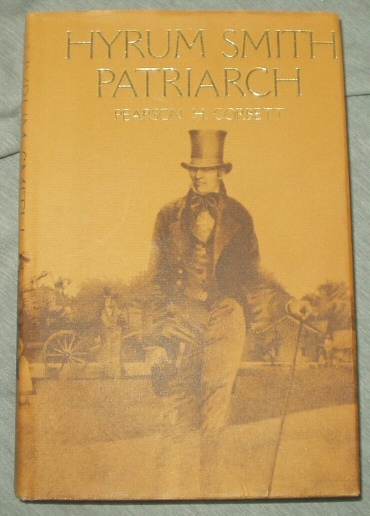 HYRUM SMITH
PATRIARCH
PEARSON H. CORBETT